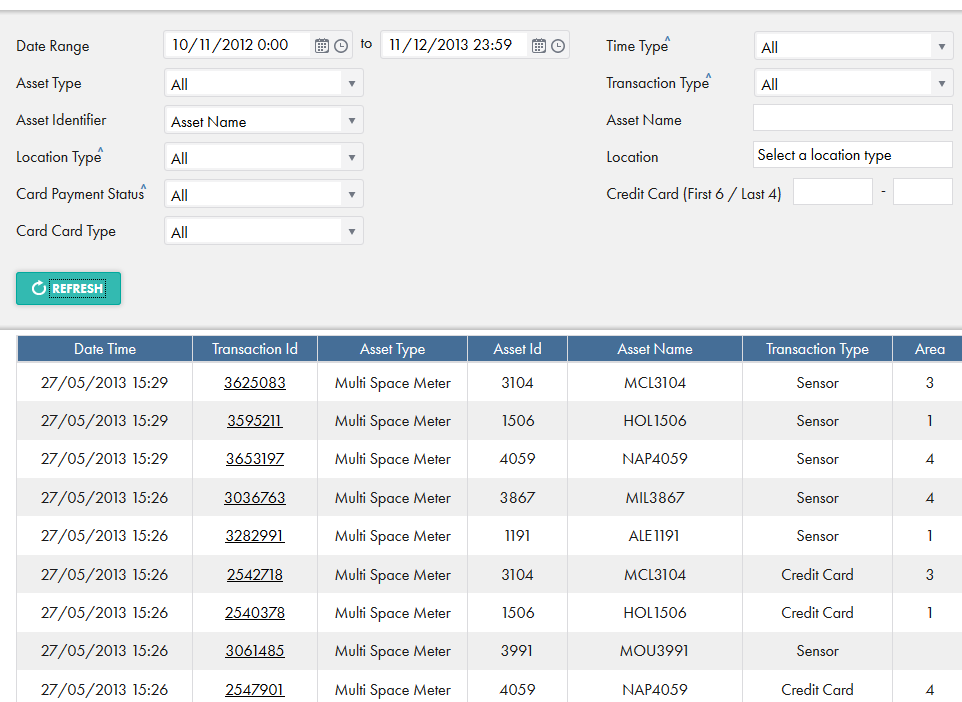 Date Range 10/11/2012 0:00 to 11/12/2013 23:59 Time Type^ All
Asset Type All Transaction Type^ All
Asset Identifier Asset Name Asset Name
Location Type^ All Location Select a location type
Card Payment Status^ All Credit Card (First 6 / Last 4) -
Card Card Type All
REFRESH
Date Time Transaction Id Asset Type Asset Id Asset Name Transaction Type Area
27/05/2013 15:29 3625083 Multi Space Meter 3104 MCL3104 Sensor 3
27/05/2013 15:29 3595211 Multi Space Meter 1506 HOL1506 Sensor 1
27/05/2013 15:29 3653197 Multi Space Meter 4059 NAP4059 Sensor 4
27/05/2013 15:26 3036763 Multi Space Meter 3867 MIL3867 Sensor 4
27/05/2013 15:26 3282991 Multi Space Meter 1191 ALE1191 Sensor 1
27/05/2013 15:26 2542718 Multi Space Meter 3104 MCL3104 Credit Card 3
27/05/2013 15:26 2540378 Multi Space Meter 1506 HOL1506 Credit Card 1
27/05/2013 15:26 3061485 Multi Space Meter 3991 MOU3991 Sensor
27/05/2013 15:26 2547901 Multi Space Meter 4059 NAP4059 Credit Card 4